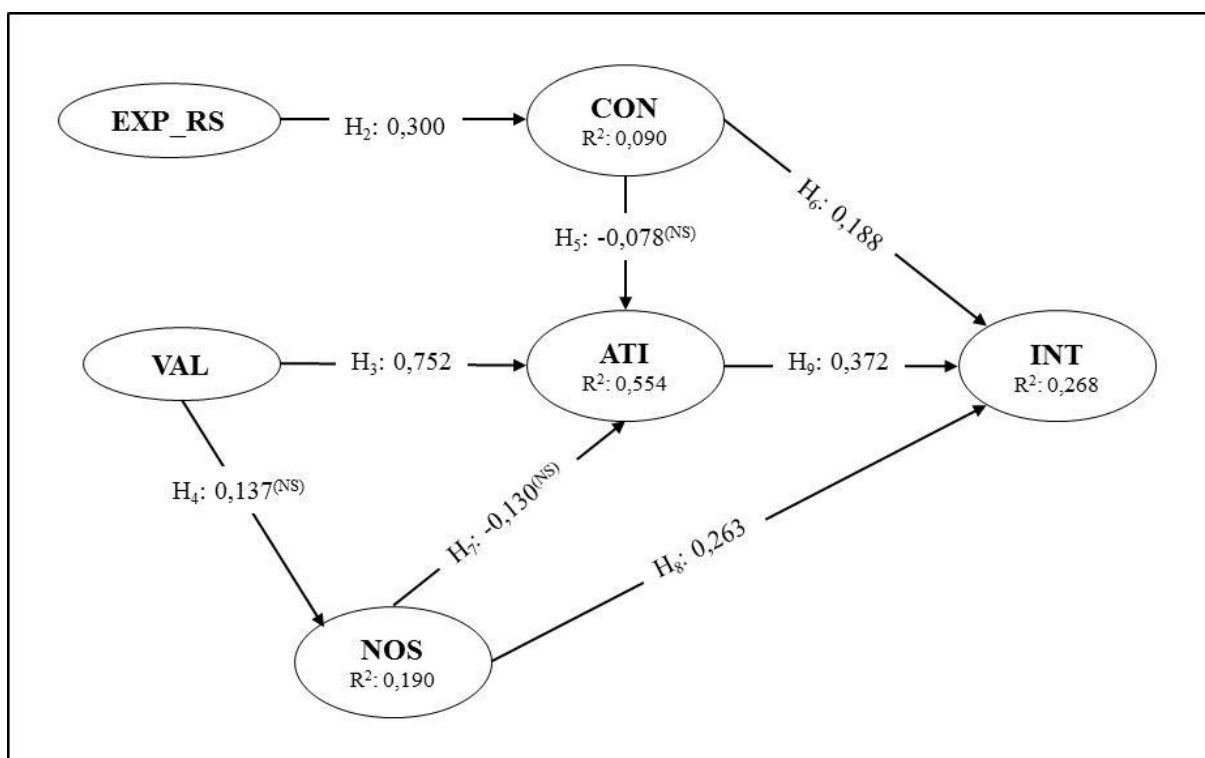 EXP_RS
H₂: 0,300
CON
R²: 0,090
H₅: -0,078⁽ᴺˢ⁾
H₆: 0,188
VAL
H₃: 0,752
ATI
R²: 0,554
H₉: 0,372
INT
R²: 0,268
H₄: 0,137⁽ᴺˢ⁾
H₇: -0,130⁽ᴺˢ⁾
H₈: 0,263
NOS
R²: 0,190